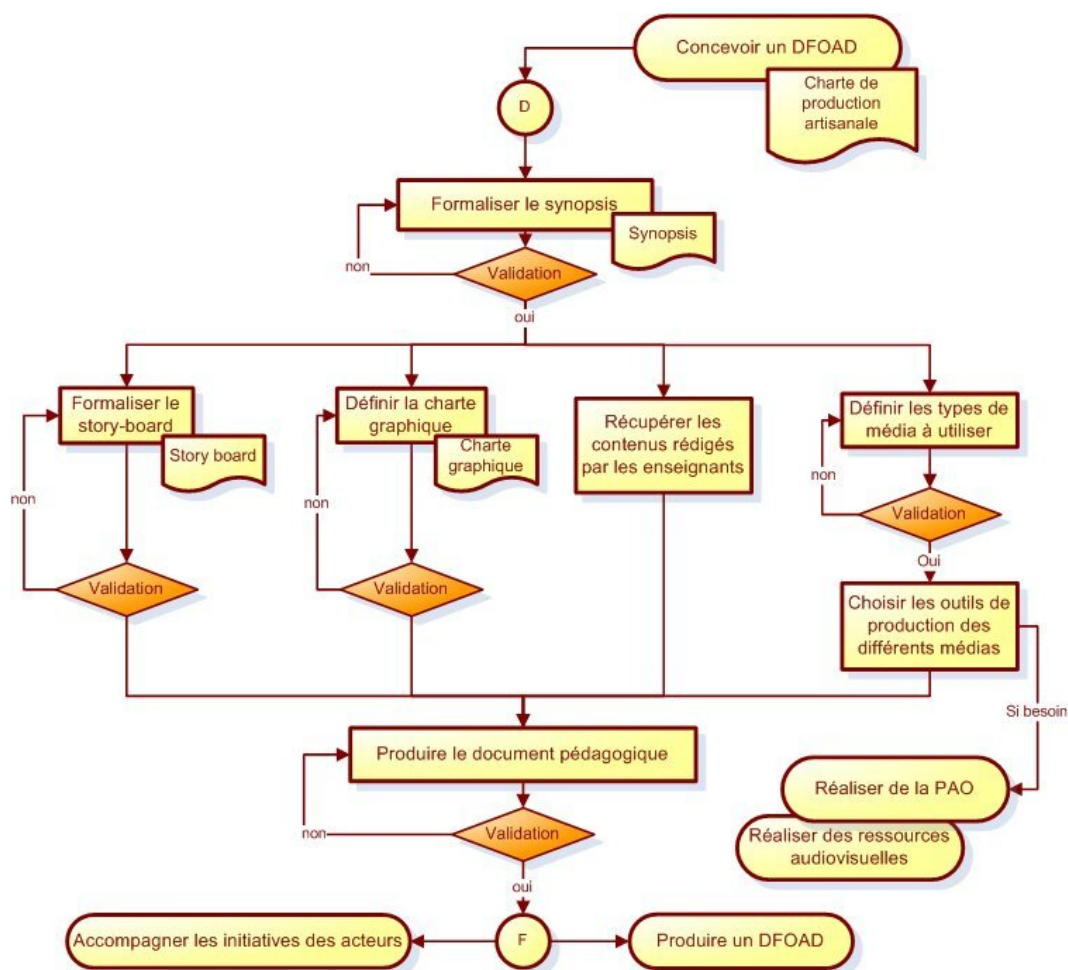 Concevoir un DFOAD
Charte de
production
artisanale
D
Formaliser le synopsis
Synopsis
Validation
non
oui
Formaliser le
story-board
Story board
non
Validation
Définir la charte
graphique
Charte
graphique
non
Validation
Récupérer les
contenus rédigés
par les enseignants
Définir les types de
média à utiliser
non
Validation
Oui
Choisir les outils de
production des
différents médias
Si besoin
Réaliser de la PAO
Réaliser des ressources
audiovisuelles
Produire le document pédagogique
non
Validation
oui
Accompagner les initiatives des acteurs
F
Produire un DFOAD